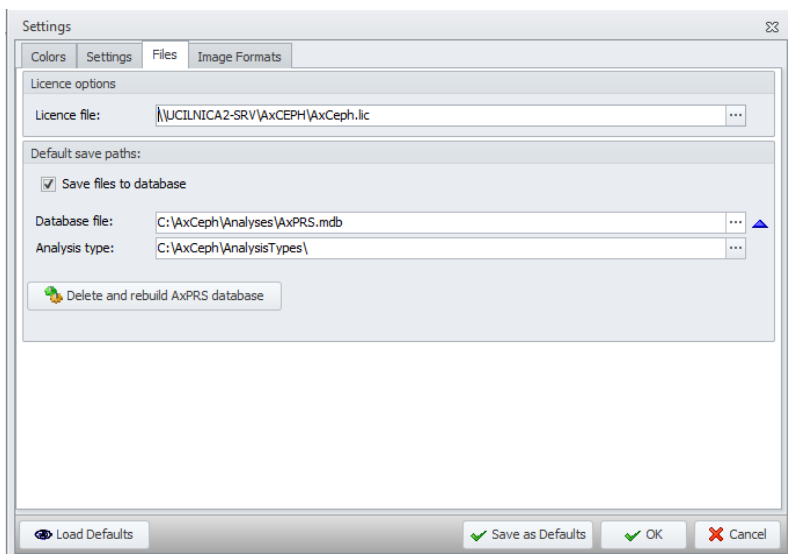 Settings
Colors Settings Files Image Formats
Licence options
Licence file: \\UCILNICA2-SRV\AxCEPH\AxCeph.lic ...
Default save paths:
Save files to database
Database file: C:\AxCeph\Analyses\AxPRS.mdb ...
Analysis type: C:\AxCeph\AnalysisTypes\ ...
Delete and rebuild AxPRS database
Load Defaults Save as Defaults OK Cancel